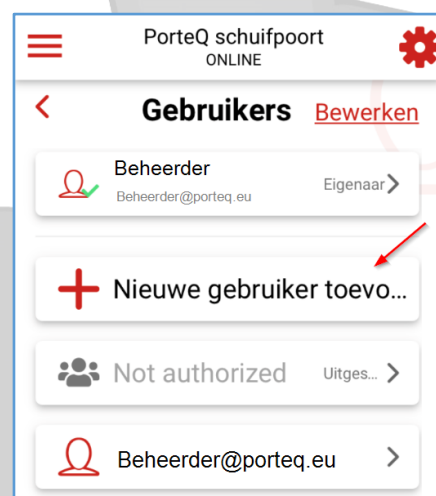 PorteQ schuifpoort
ONLINE
Gebruikers Bewerken
Beheerder
Beheerder@porteq.eu
Eigenaar
Nieuwe gebruiker toevo...
Not authorized Uitges...
Beheerder@porteq.eu